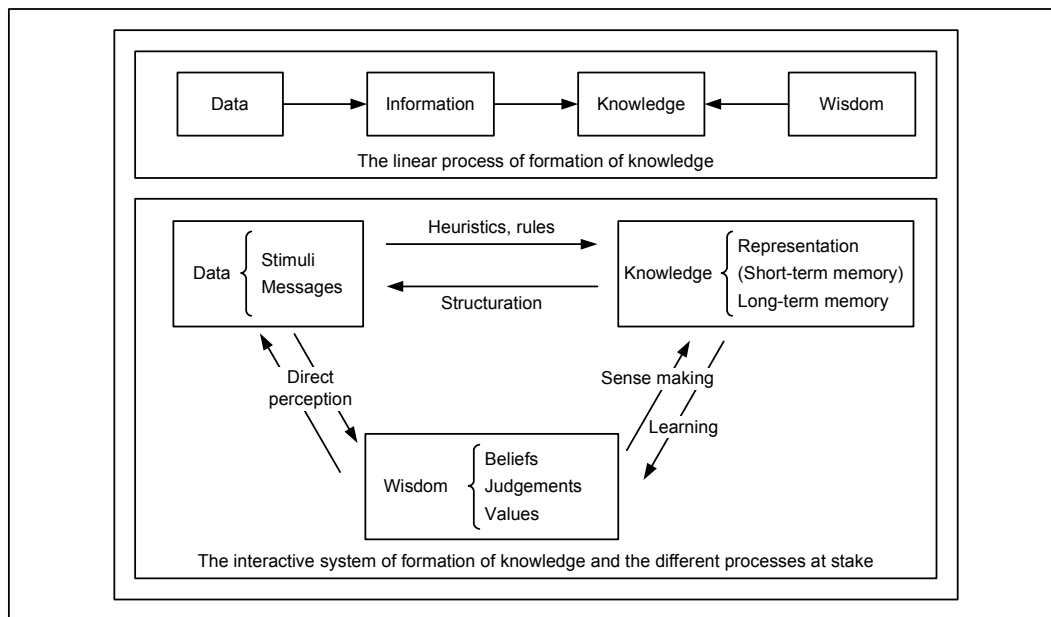 Data
Information
Knowledge
Wisdom
The linear process of formation of knowledge
Data
Stimuli
Messages
Heuristics, rules
Structuration
Knowledge
Representation
(Short-term memory)
Long-term memory
Direct
perception
Sense making
Learning
Wisdom
Beliefs
Judgements
Values
The interactive system of formation of knowledge and the different processes at stake